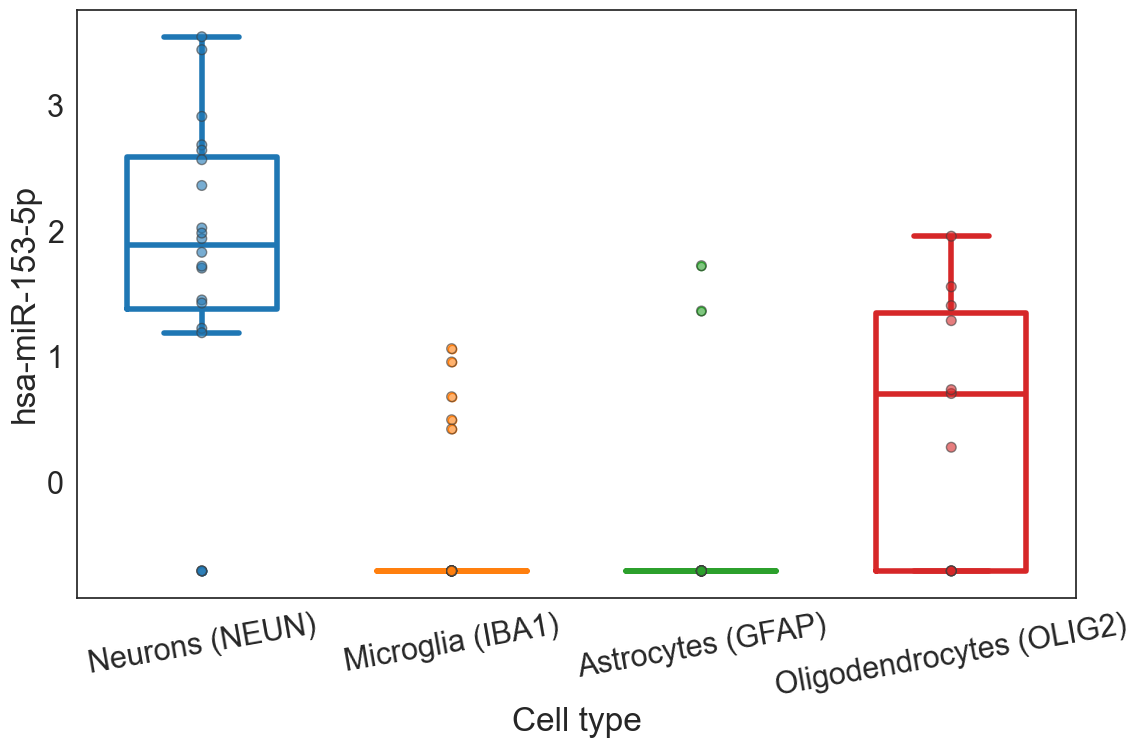 hsa-miR-153-5p
3
2
1
0
Neurons (NEUN)
Microglia (IBA1)
Astrocytes (GFAP)
Oligodendrocytes (OLIG2)
Cell type